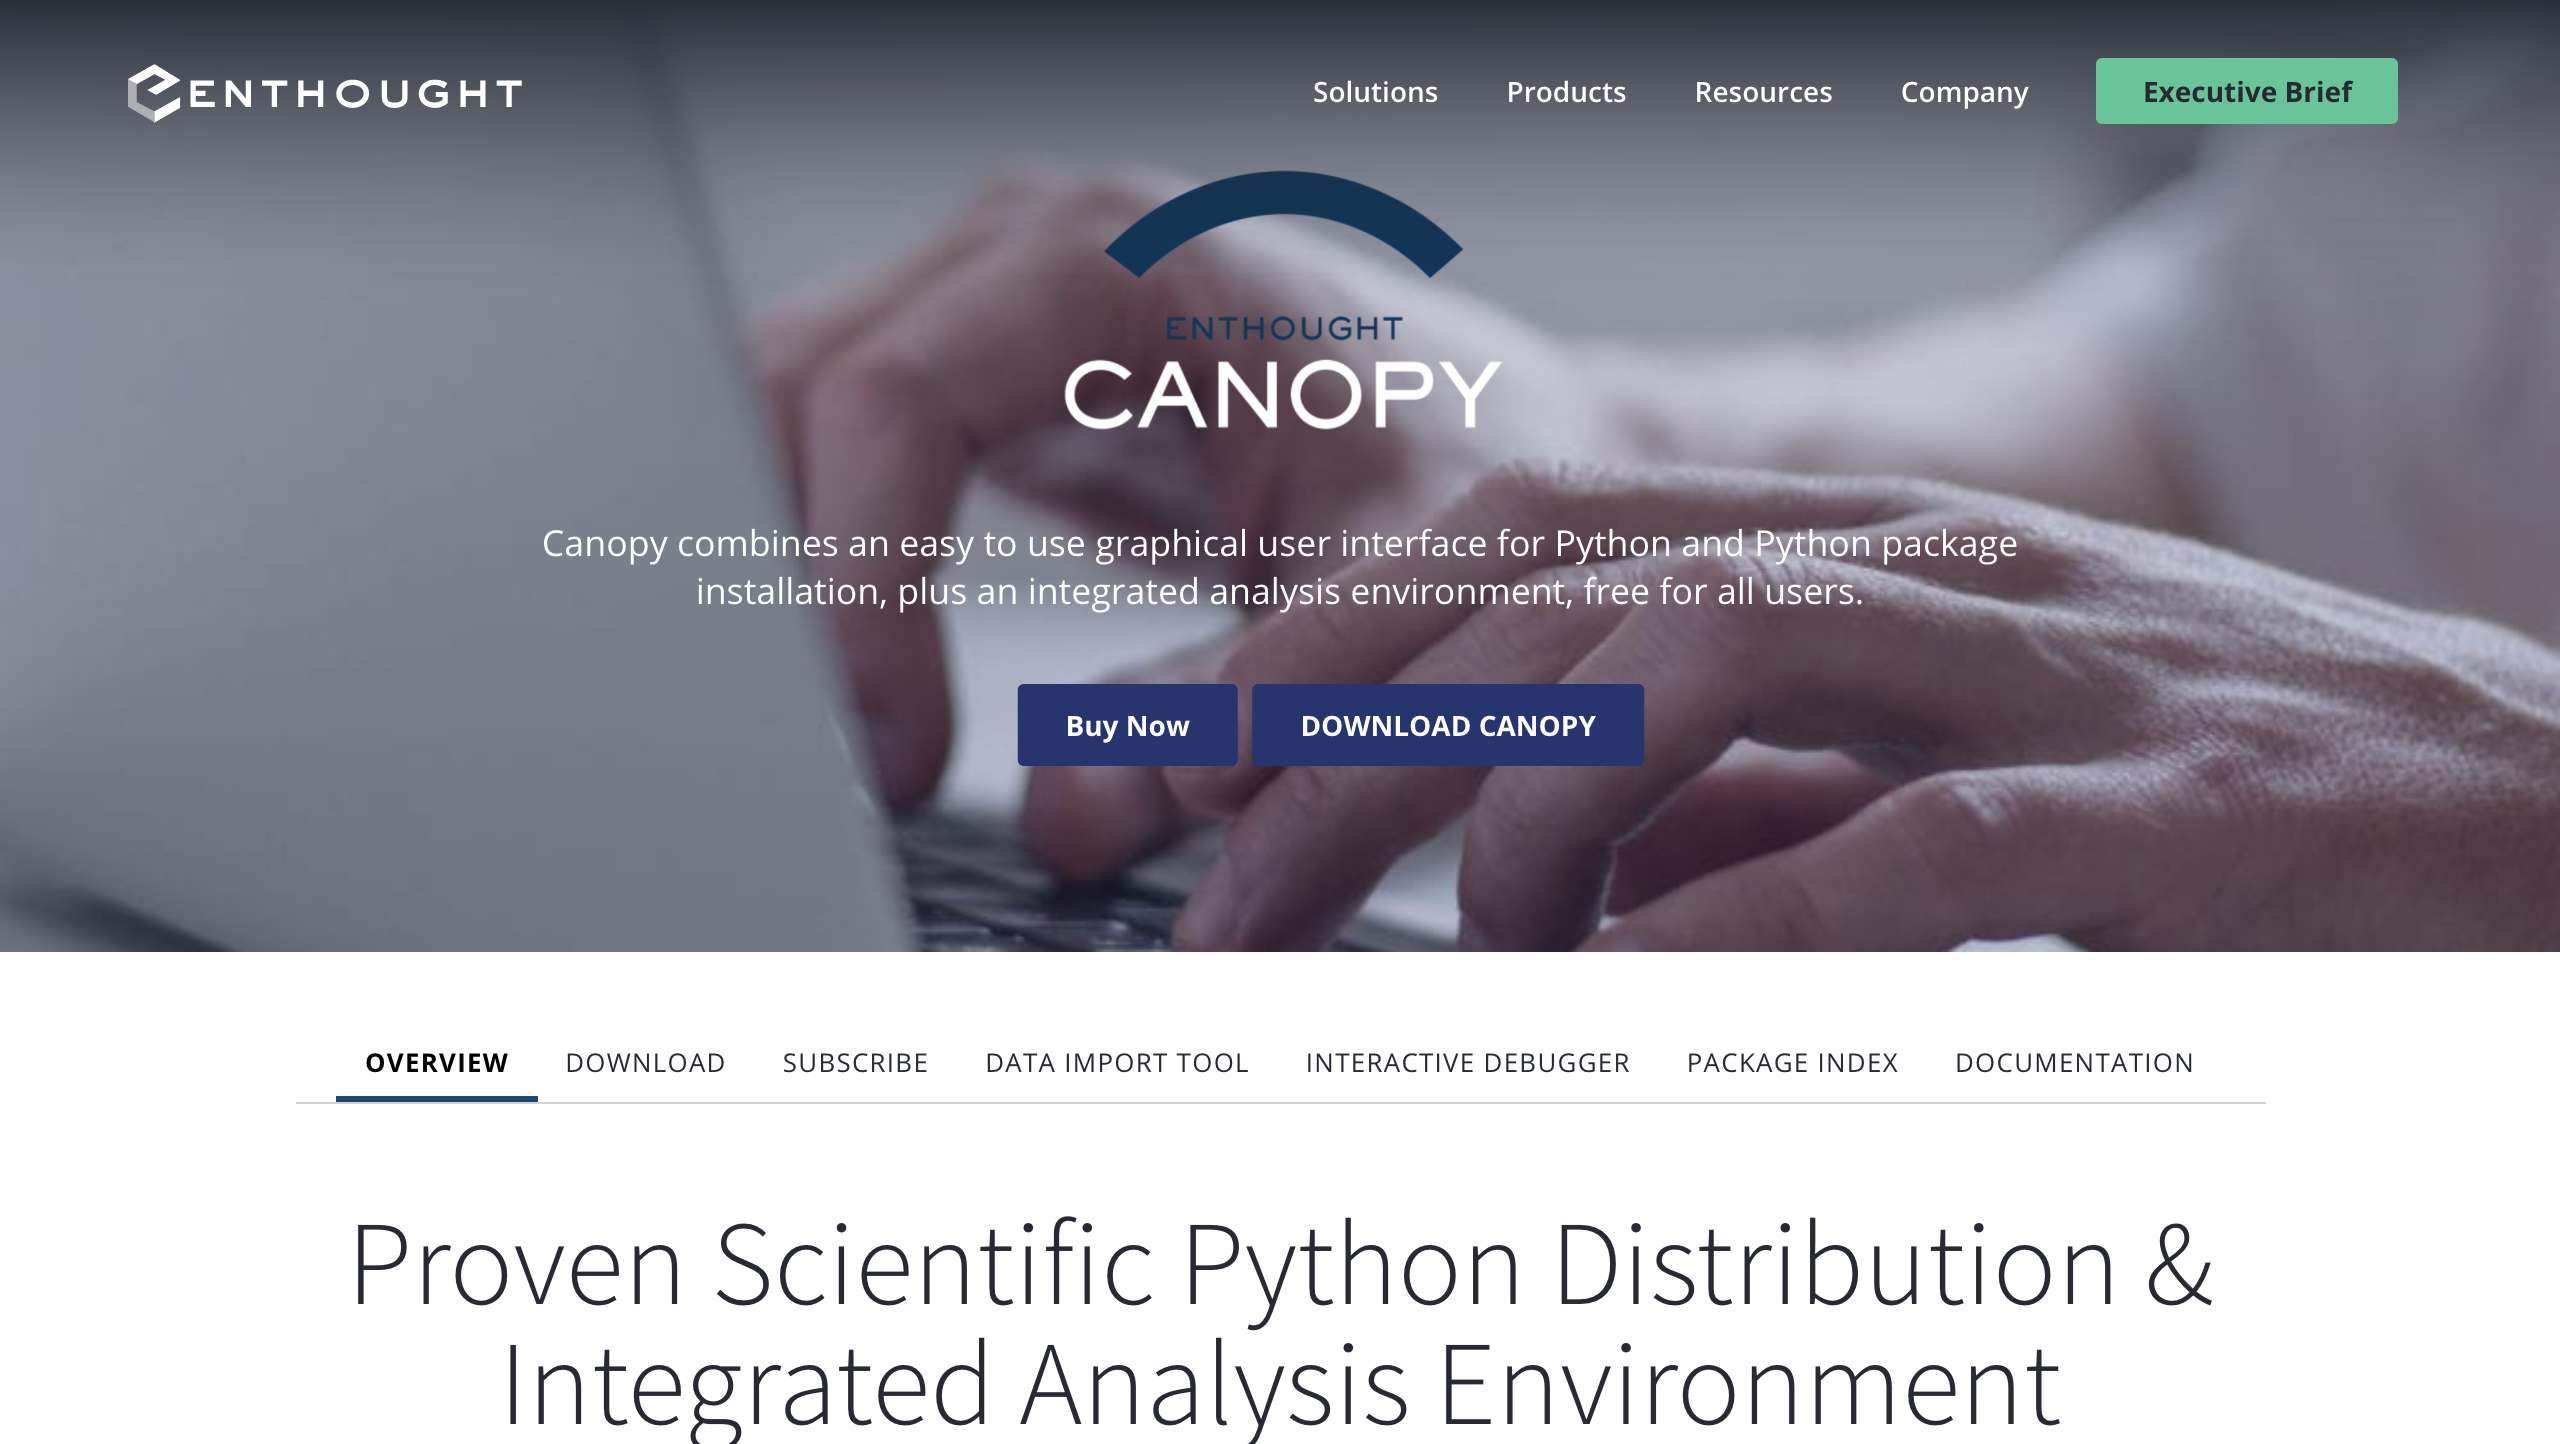 ENTHOUGHT
Solutions
Products
Resources
Company
Executive Brief
ENTHOUGHT
CANOPY
Canopy combines an easy to use graphical user interface for Python and Python package
installation, plus an integrated analysis environment, free for all users.
Buy Now
DOWNLOAD CANOPY
OVERVIEW
DOWNLOAD
SUBSCRIBE
DATA IMPORT TOOL
INTERACTIVE DEBUGGER
PACKAGE INDEX
DOCUMENTATION
Proven Scientific Python Distribution &
Integrated Analysis Environment